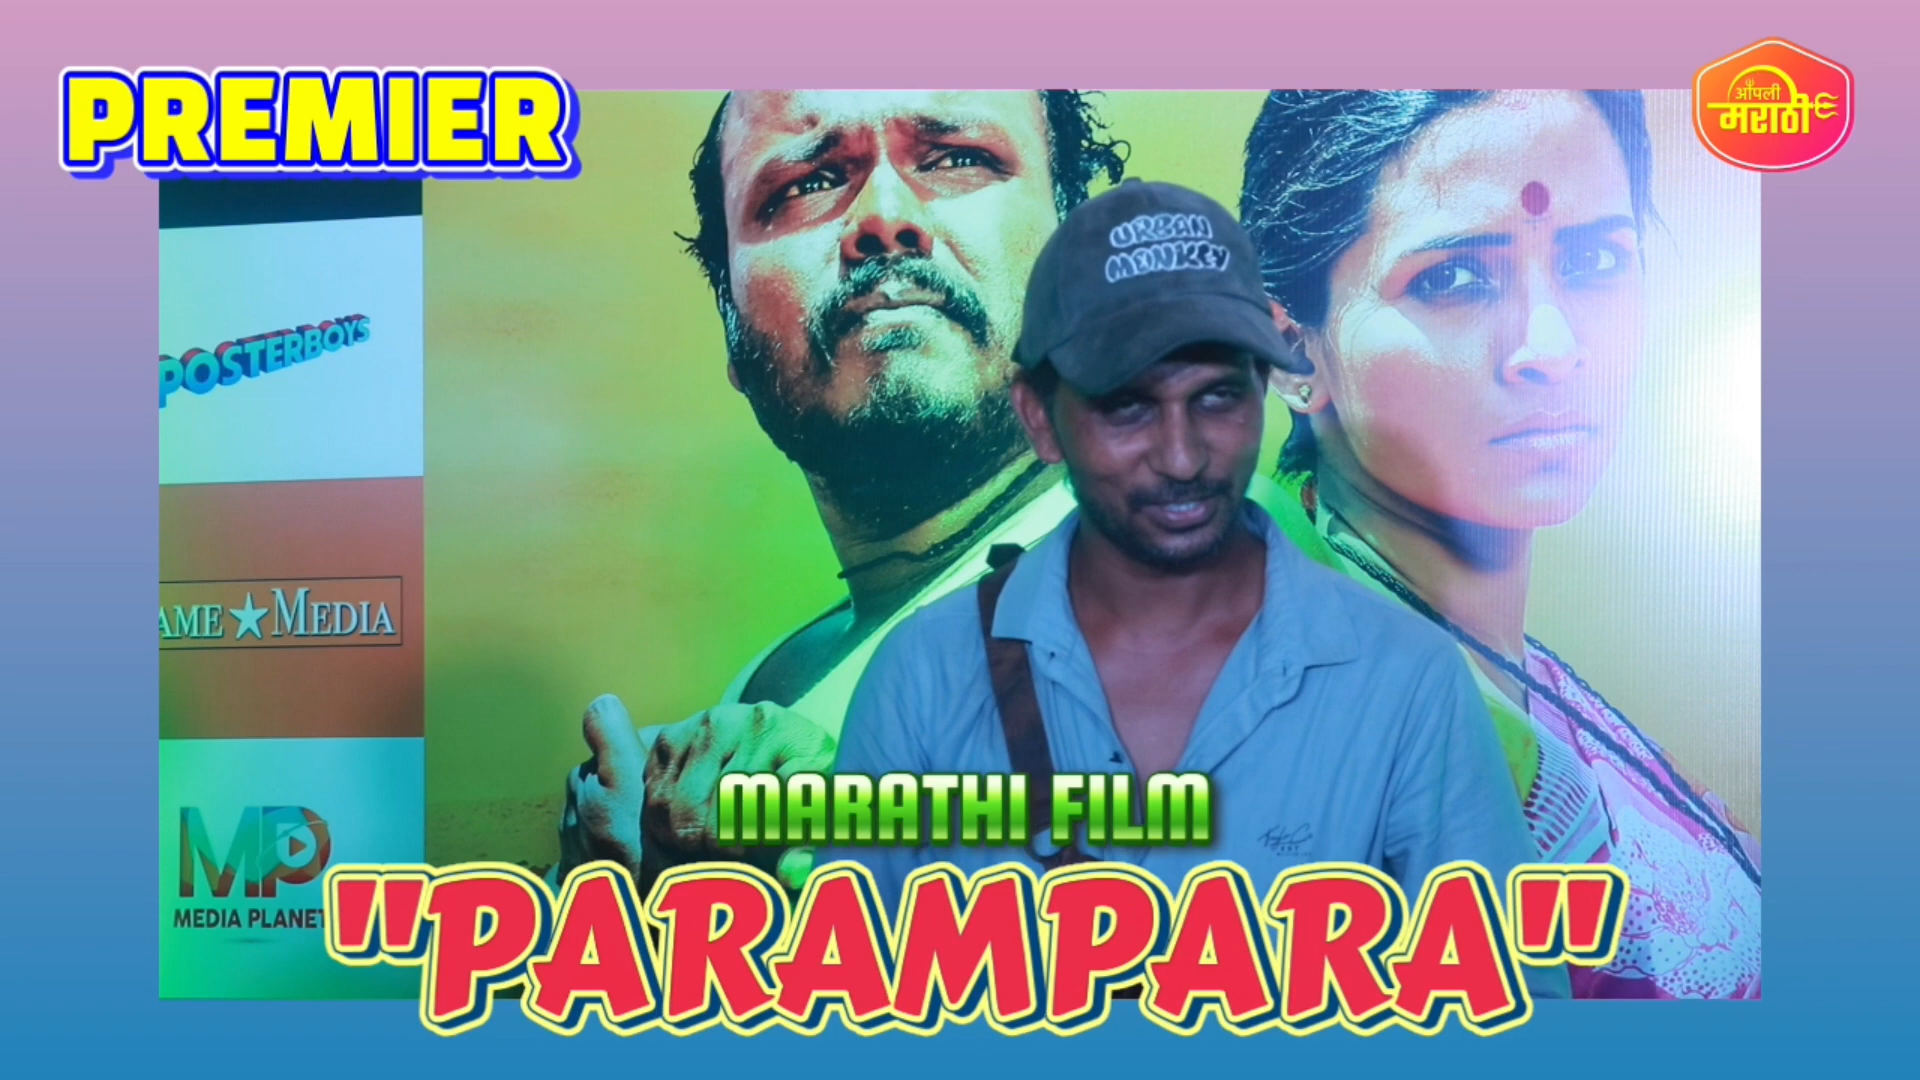 PREMIER
आपली
मराठी
URBAN
MONKEY
POSTERBOYS
AME★MEDIA
MP
MEDIA PLANET
MARATHI FILM
"PARAMPARA"